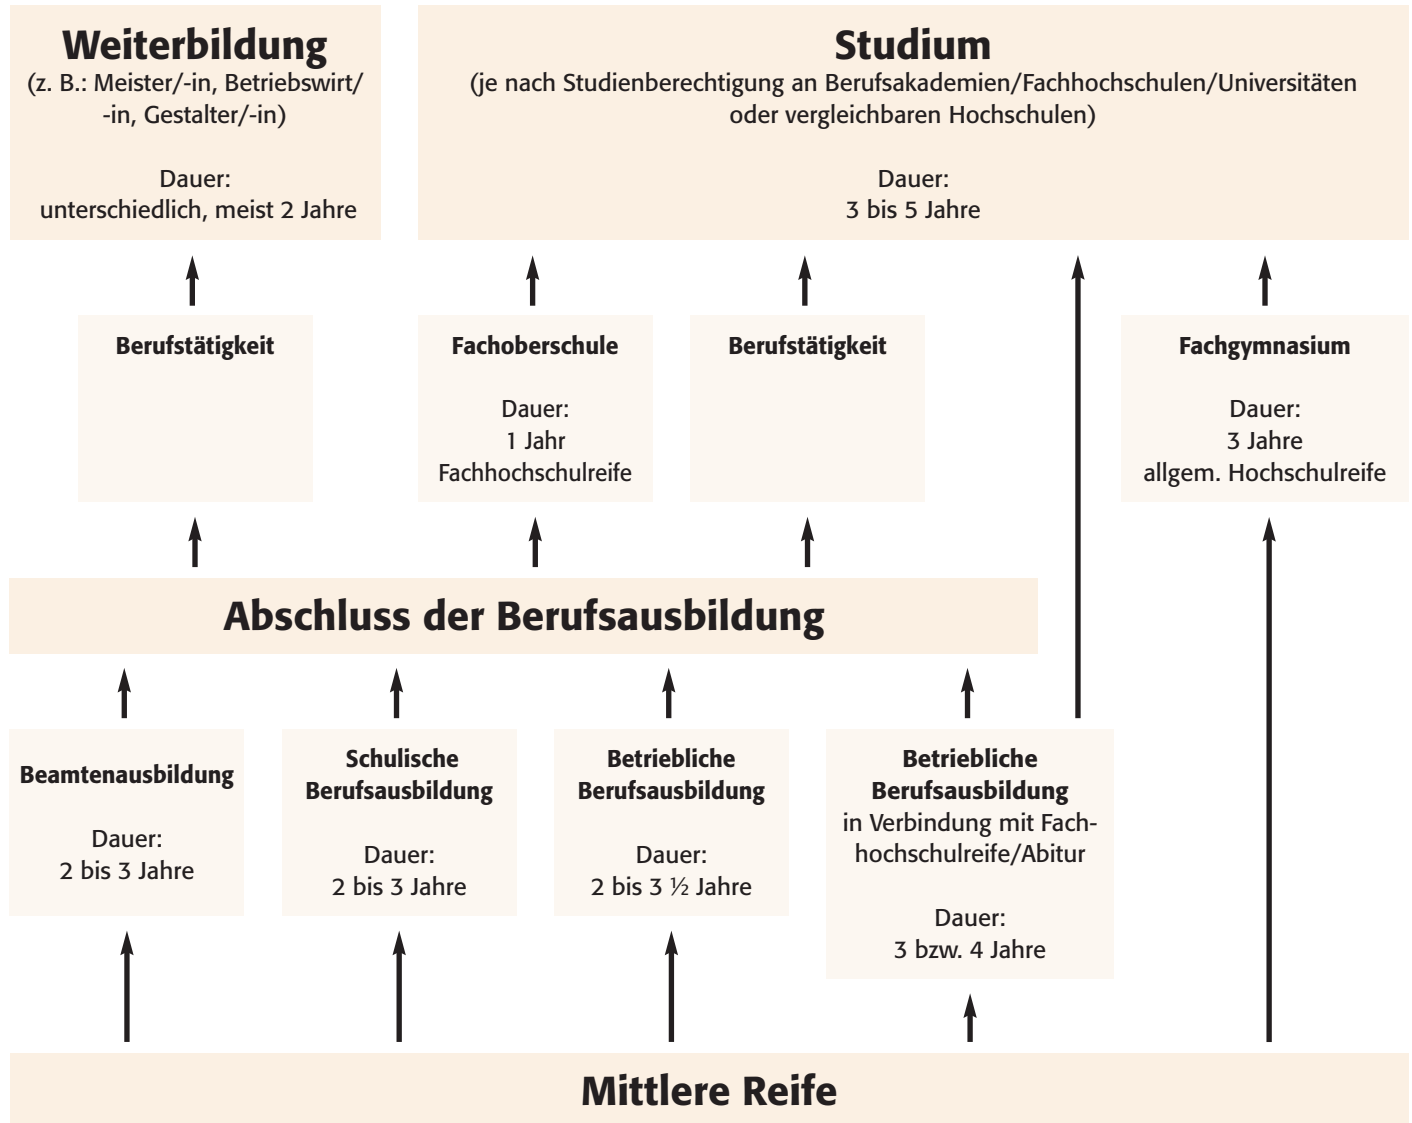 Weiterbildung
(z. B.: Meister/-in, Betriebswirt/
-in, Gestalter/-in)
Dauer:
unterschiedlich, meist 2 Jahre
Studium
(je nach Studienberechtigung an Berufsakademien/Fachhochschulen/Universitäten
oder vergleichbaren Hochschulen)
Dauer:
3 bis 5 Jahre
Berufstätigkeit
Fachoberschule
Dauer:
1 Jahr
Fachhochschulreife
Berufstätigkeit
Fachgymnasium
Dauer:
3 Jahre
allgem. Hochschulreife
Abschluss der Berufsausbildung
Beamtenausbildung
Dauer:
2 bis 3 Jahre
Schulische
Berufsausbildung
Dauer:
2 bis 3 Jahre
Betriebliche
Berufsausbildung
Dauer:
2 bis 3 ½ Jahre
Betriebliche
Berufsausbildung
in Verbindung mit Fach-
hochschulreife/Abitur
Dauer:
3 bzw. 4 Jahre
Mittlere Reife